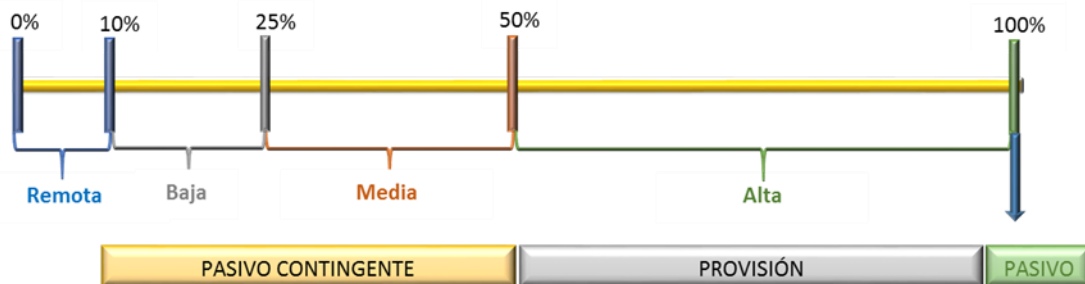 0% 10% 25% 50% 100%
Remota Baja Media Alta
PASIVO CONTINGENTE PROVISIÓN PASIVO